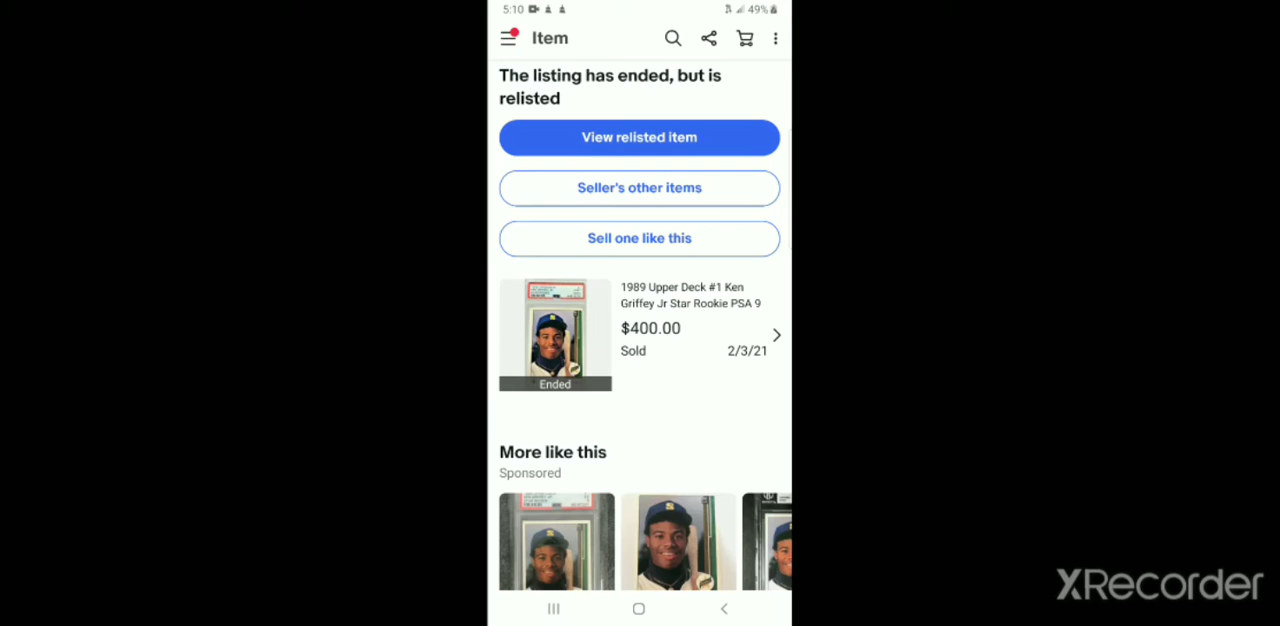 5:10
49%
Item
The listing has ended, but is
relisted
View relisted item
Seller's other items
Sell one like this
1989 Upper Deck #1 Ken
Griffey Jr Star Rookie PSA 9
$400.00
Sold
2/3/21
Ended
More like this
Sponsored
XRecorder